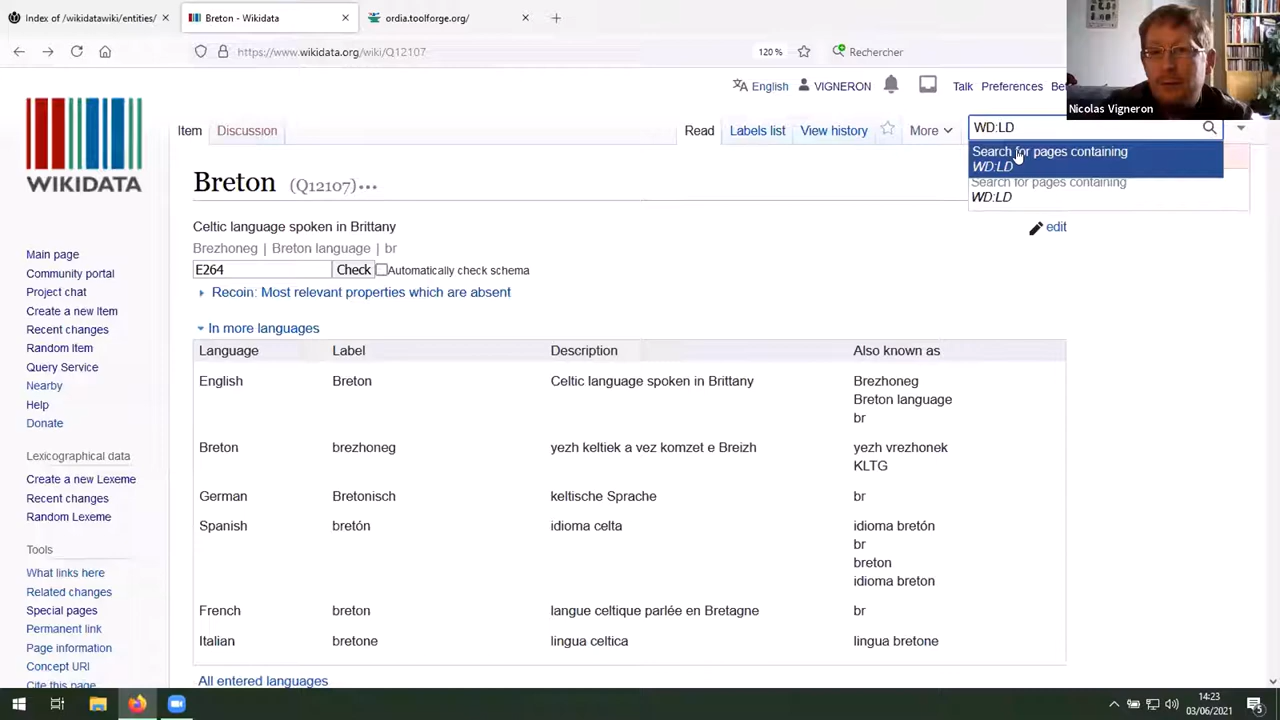 Index of /wikidatawiki/entities/
Breton - Wikidata
ordia.toolforge.org/
https://www.wikidata.org/wiki/Q12107
120 %
Rechercher
Nicolas Vigneron
English
VIGNERON
Talk
Preferences
WIKIDATA
Item
Discussion
Read
Labels list
View history
More
WD:LD
Search for pages containing
WD:LD
Search for pages containing
WD:LD
Breton (Q12107)
edit
Celtic language spoken in Brittany
Brezhoneg | Breton language | br
E264
Check
Automatically check schema
Recoin: Most relevant properties which are absent
In more languages
Language Label Description Also known as
English Breton Celtic language spoken in Brittany Brezhoneg
Breton language
br
Breton brezhoneg yezh keltiek a vez komzet e Breizh yezh vrezhonek
KLTG
German Bretonisch keltische Sprache br
Spanish bretón idioma celta idioma bretón
br
breton
idioma breton
French breton langue celtique parlée en Bretagne br
Italian bretone lingua celtica lingua bretone
All entered languages
Main page
Community portal
Project chat
Create a new Item
Recent changes
Random Item
Query Service
Nearby
Help
Donate
Lexicographical data
Create a new Lexeme
Recent changes
Random Lexeme
Tools
What links here
Related changes
Special pages
Permanent link
Page information
Concept URI
Cite this page
14:23
03/06/2021